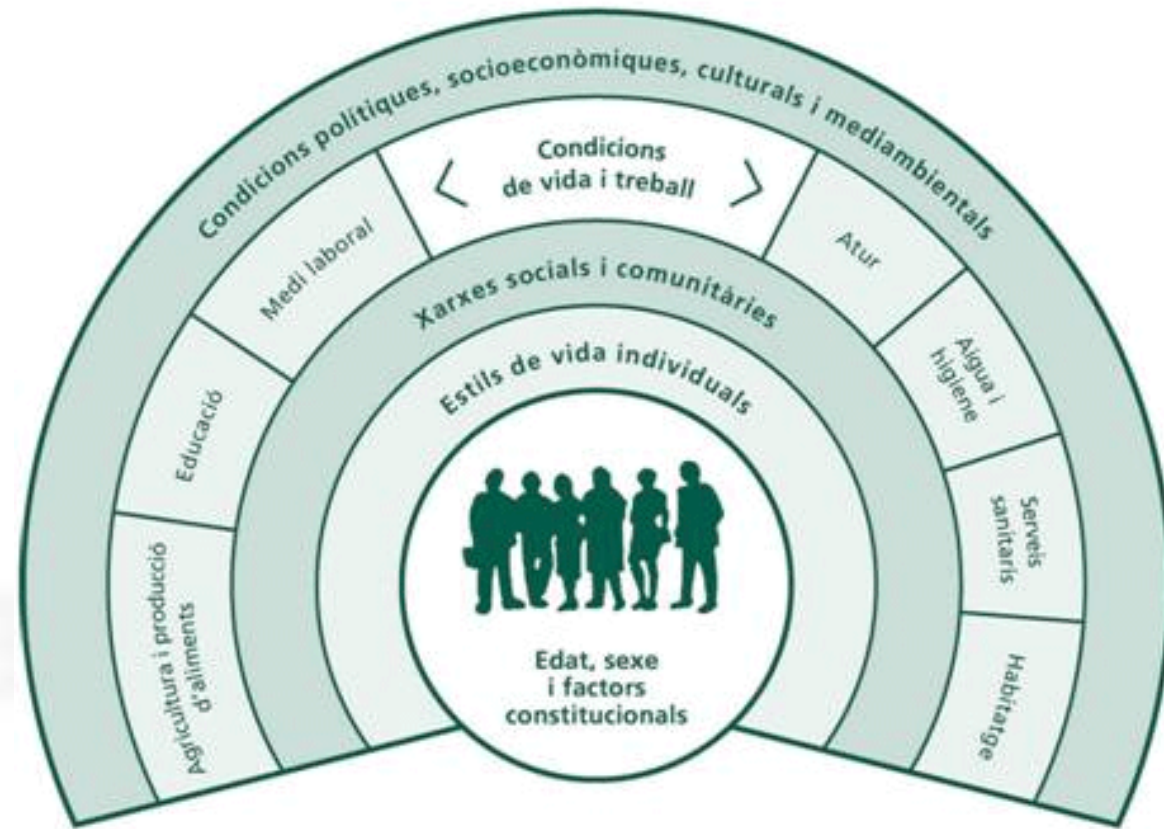 Condicions polítiques, socioeconòmiques, culturals i mediambientals
Condicions
de vida i treball
Agricultura i producció
d'aliments
Educació
Medi laboral
Atur
Aigua i
higiene
Serveis
sanitaris
Habitatge
Xarxes socials i comunitàries
Estils de vida individuals
Edat, sexe
i factors
constitucionals